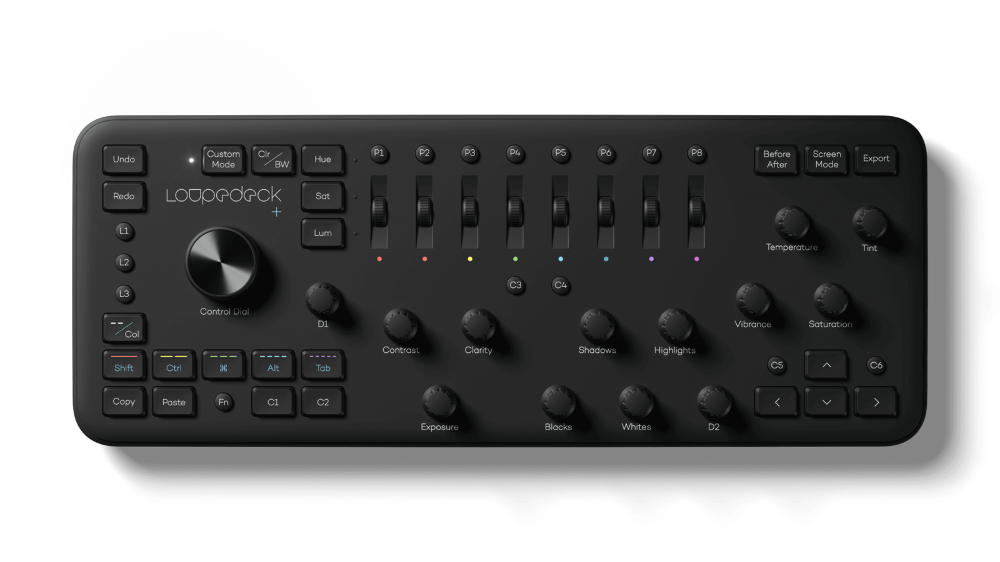 Undo
Custom
Mode
Clr
BW
Hue
P1 P2 P3 P4 P5 P6 P7 P8
Before
After
Screen
Mode
Export
Redo
Loupedeck
+
Sat
L1
Lum
Temperature
Tint
L2
L3
C3 C4
Control Dial
D1
Vibrance
Saturation
-- Col
Contrast
Clarity
Shadows
Highlights
Shift
Ctrl
⌘
Alt
Tab
C5
C6
Copy
Paste
Fn
C1
C2
Exposure
Blacks
Whites
D2